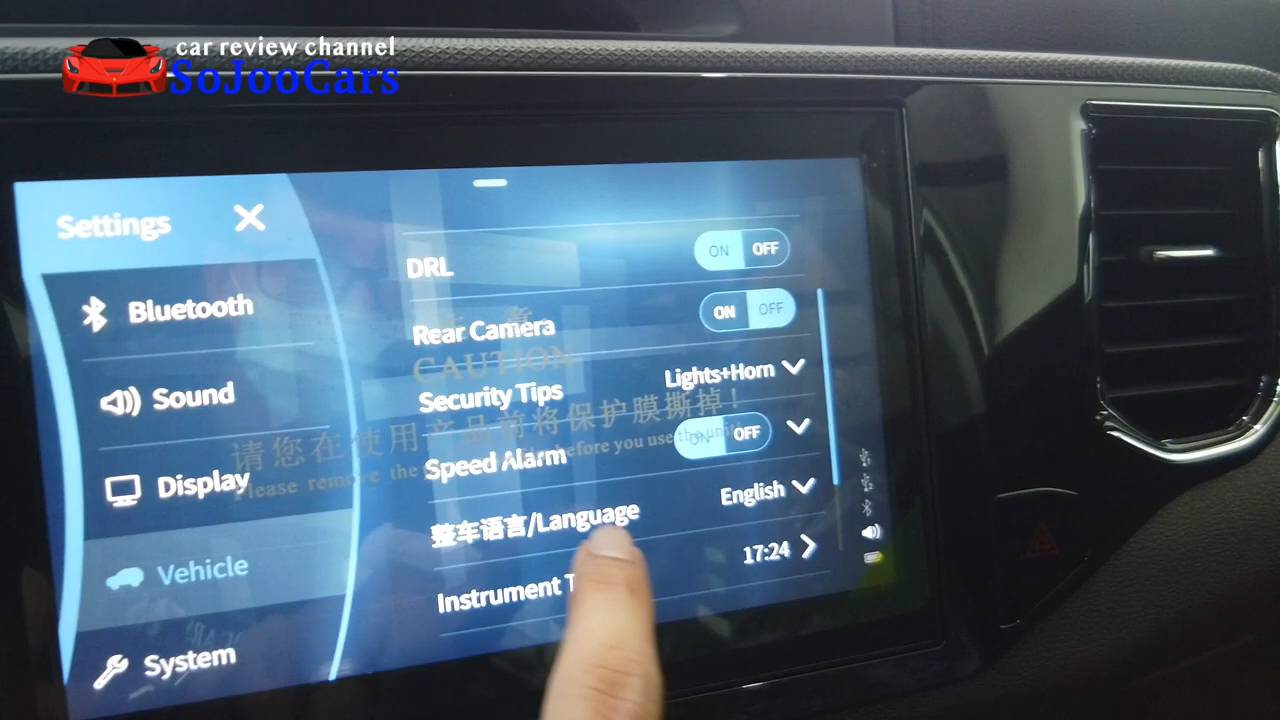 car review channel
SoJooCars
Settings
Bluetooth
Sound
Display
Vehicle
System
DRL ON OFF
Rear Camera ON OFF
CAUTION
Security Tips Lights+Horn
请您在使用产品前将保护膜撕掉!
Please remove the before you use the unit!
Speed Alarm ON OFF
整车语言/Language English
Instrument 17:24